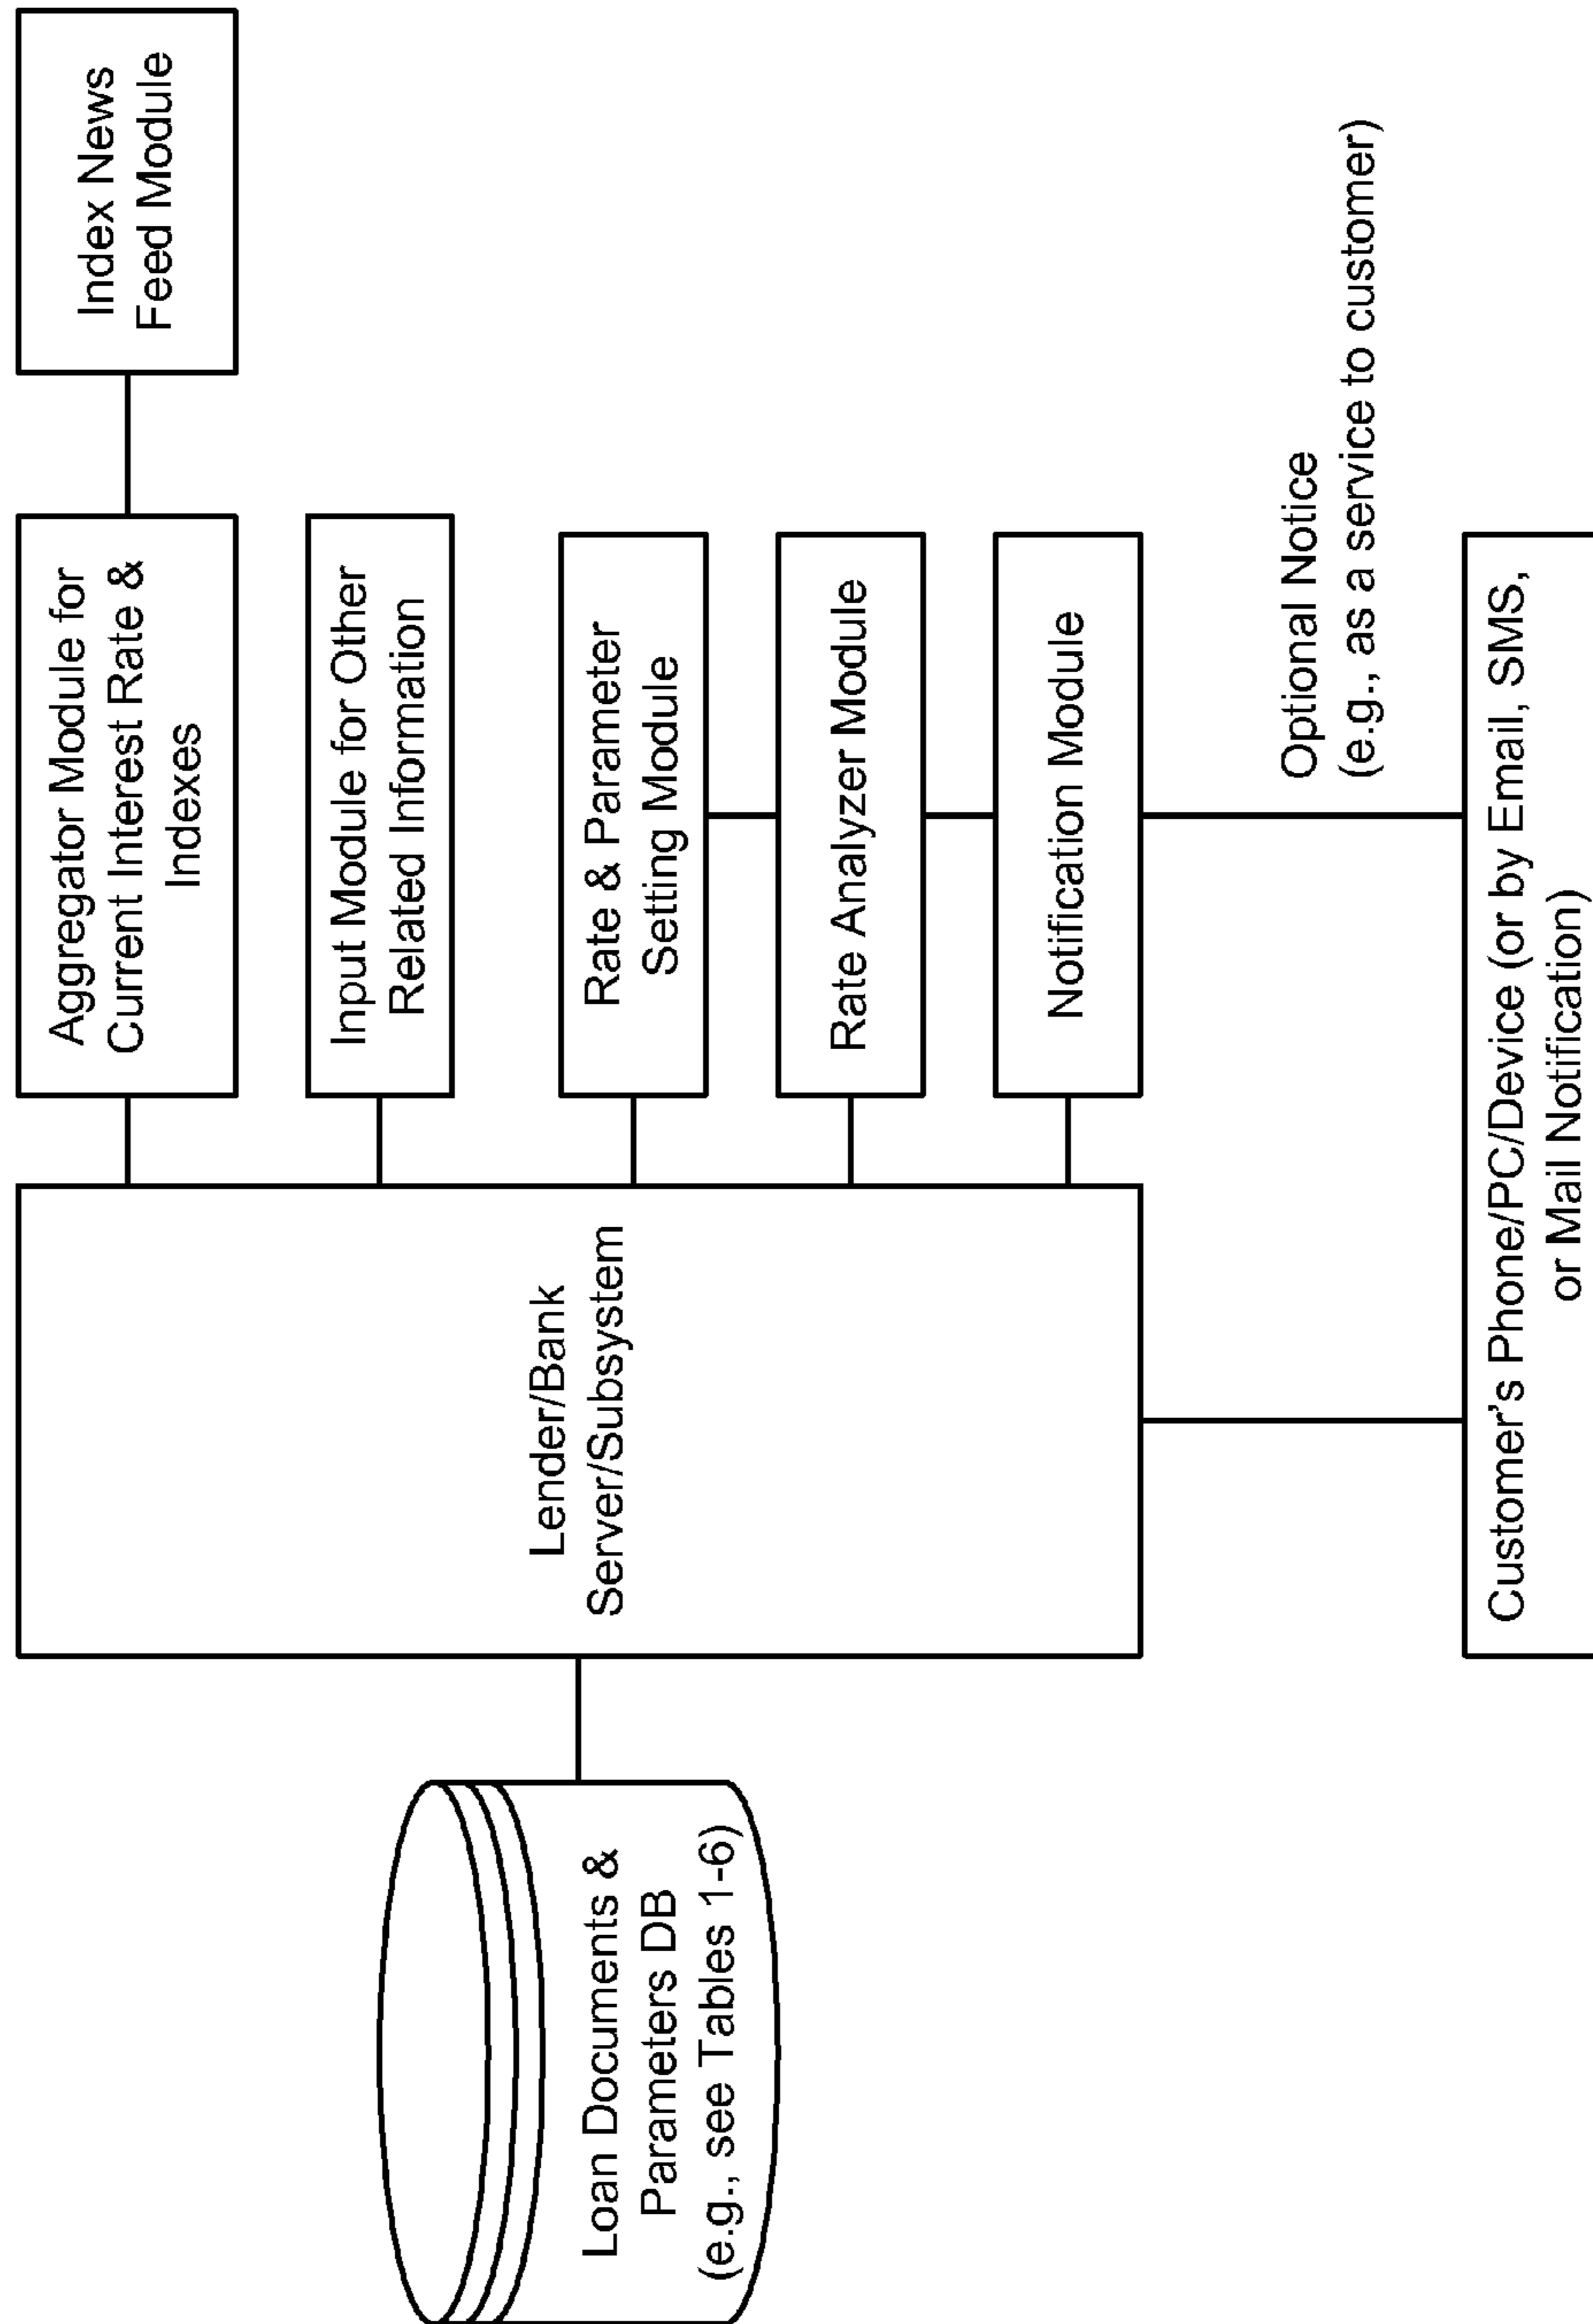 Loan Documents &
Parameters DB
(e.g., see Tables 1-6)
Lender/Bank
Server/Subsystem
Aggregator Module for
Current Interest Rate &
Indexes
Index News
Feed Module
Input Module for Other
Related Information
Rate & Parameter
Setting Module
Rate Analyzer Module
Notification Module
Optional Notice
(e.g., as a service to customer)
Customer's Phone/PC/Device (or by Email, SMS,
or Mail Notification)